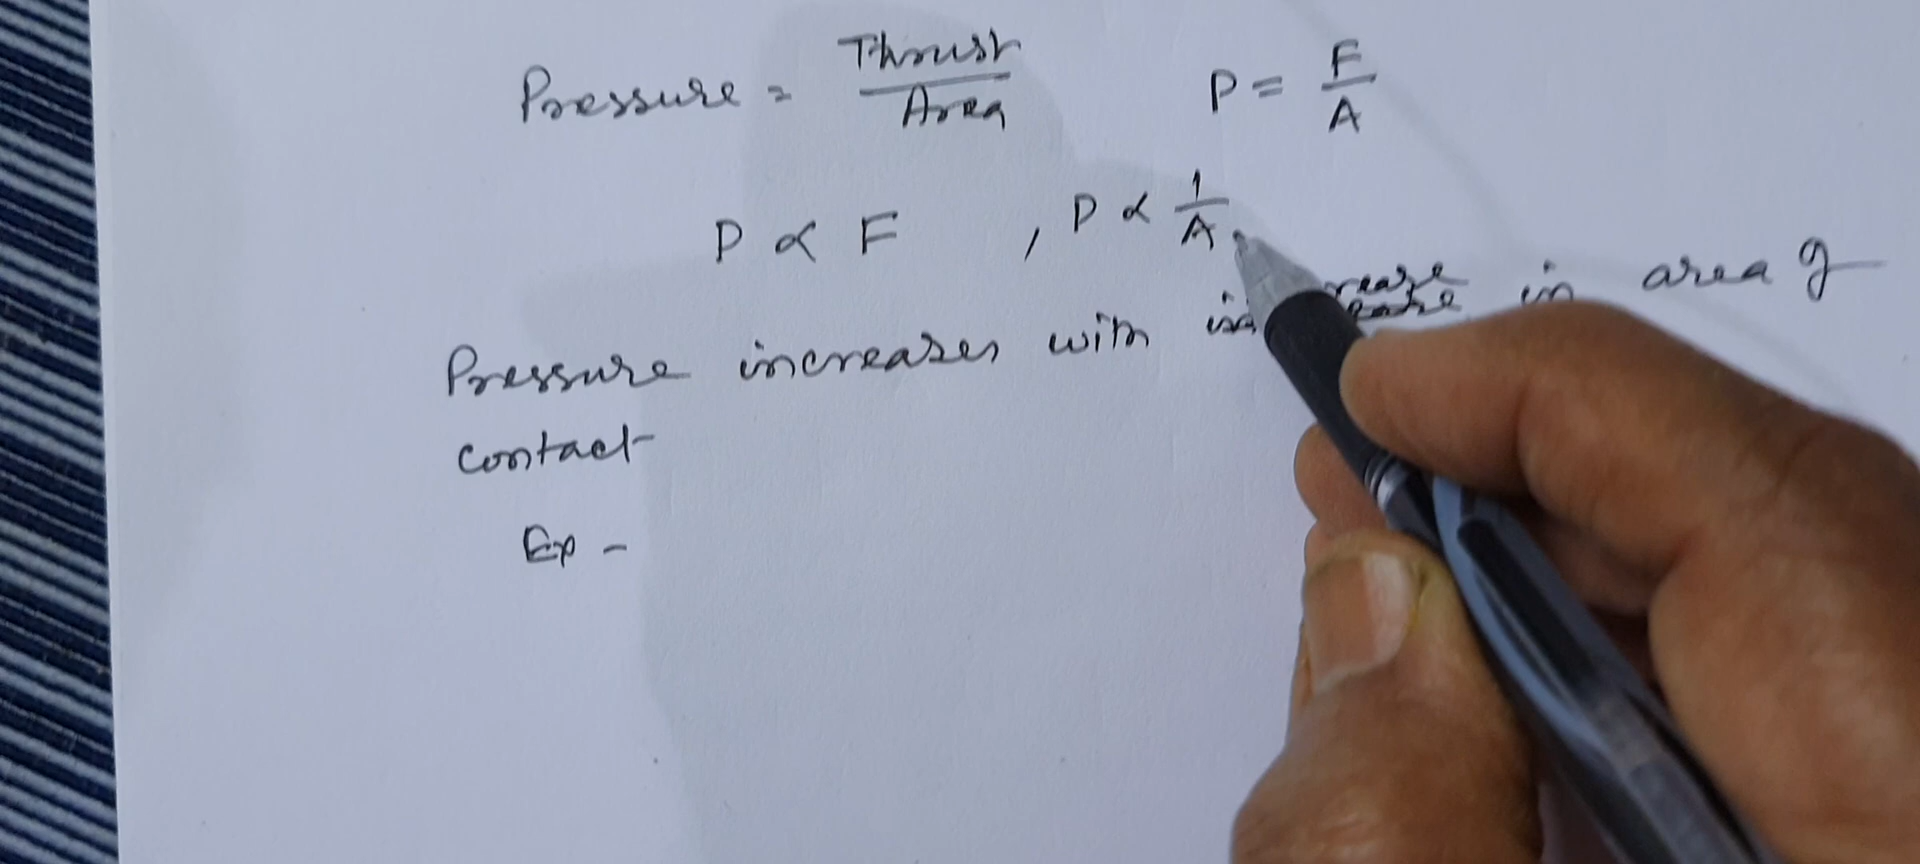 Pressure = Thrust / Area P = F / A
P ∝ F , P ∝ 1 / A
Pressure increases with in area of
contact
Ex -